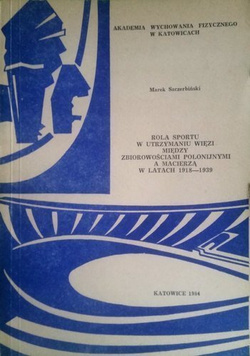 AKADEMIA WYCHOWANIA FIZYCZNEGO
W KATOWICACH
Marek Szczerbiński
ROLA SPORTU
W UTRZYMANIU WIĘZI
MIĘDZY
ZBIOROWOŚCIAMI POLONIJNYMI
A MACIERZĄ
W LATACH 1918—1939
KATOWICE 1984